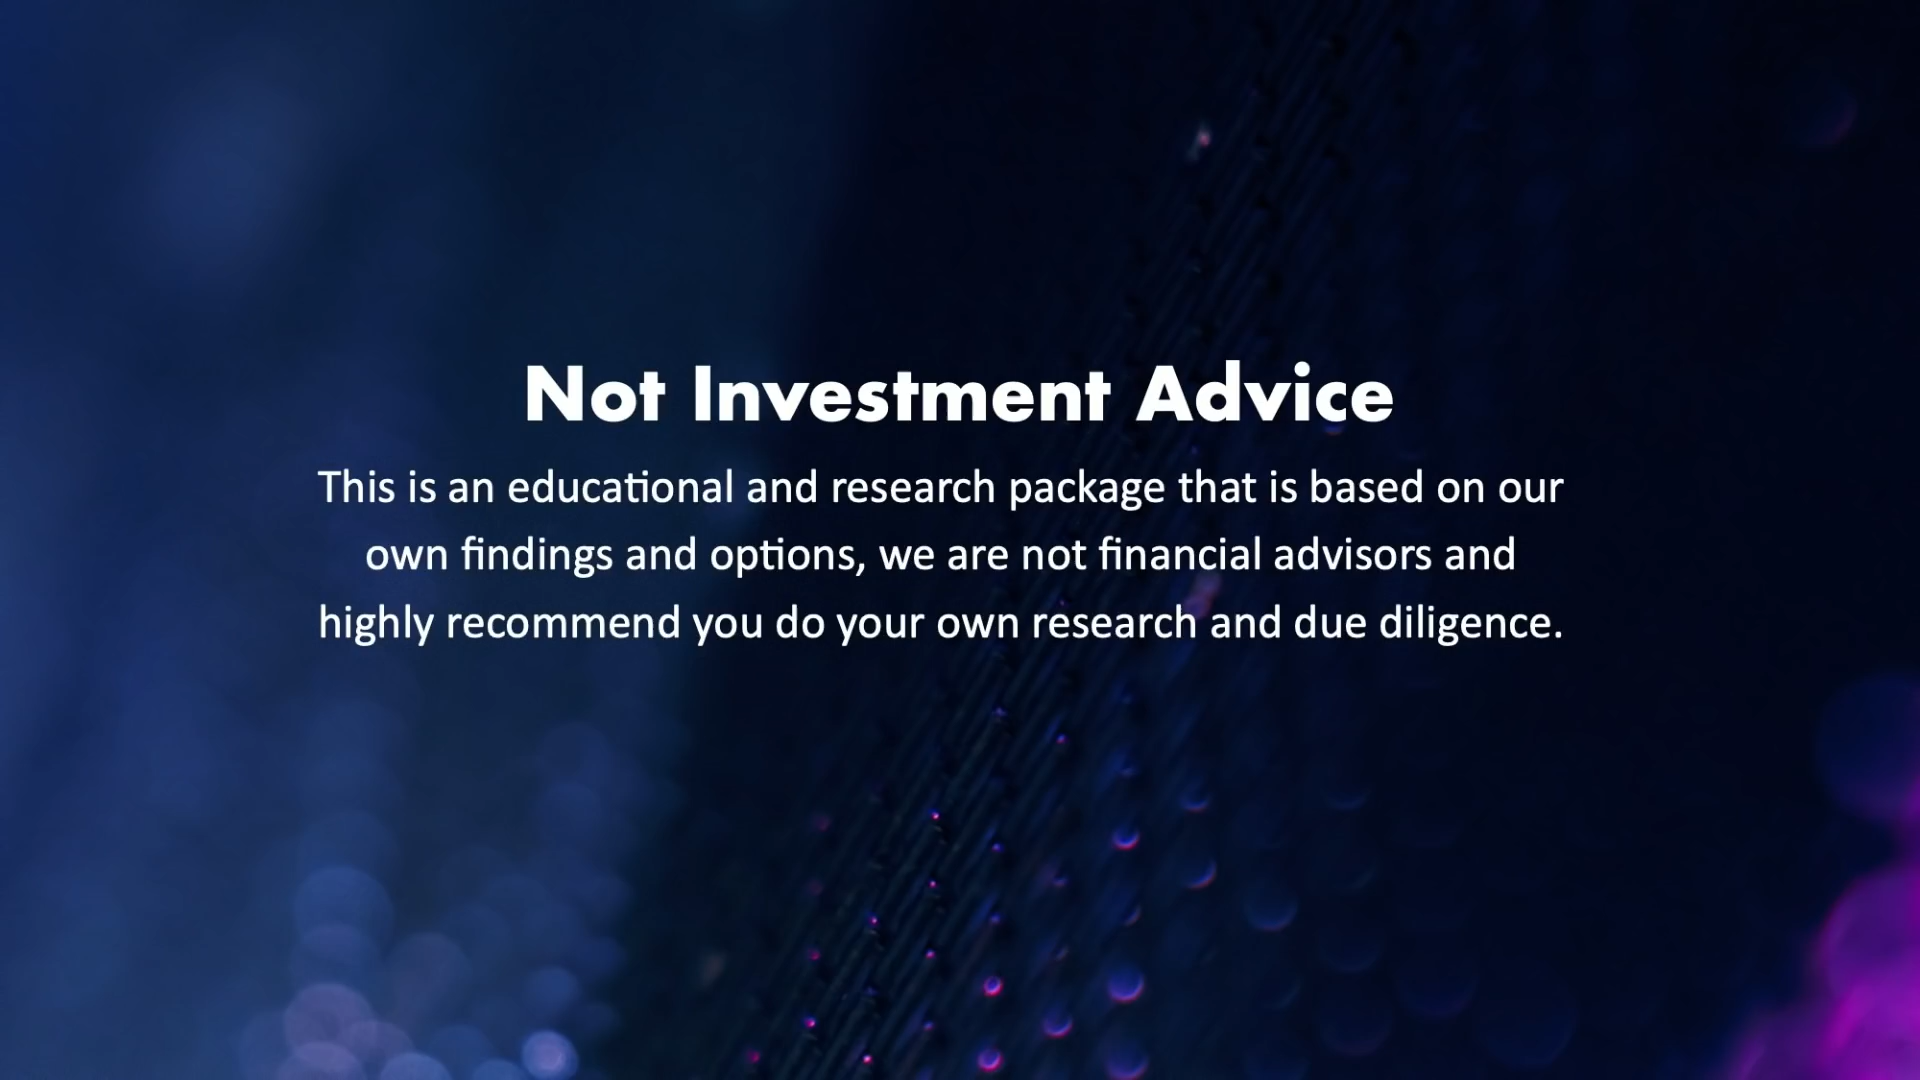 Not Investment Advice
This is an educational and research package that is based on our
own findings and options, we are not financial advisors and
highly recommend you do your own research and due diligence.